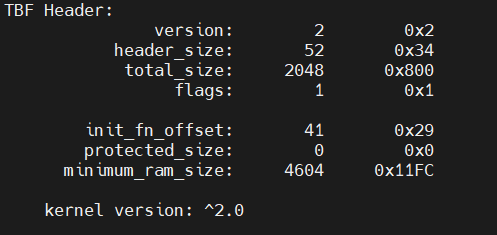 TBF Header:
version: 2 0x2
header_size: 52 0x34
total_size: 2048 0x800
flags: 1 0x1
init_fn_offset: 41 0x29
protected_size: 0 0x0
minimum_ram_size: 4604 0x11FC
kernel version: ^2.0